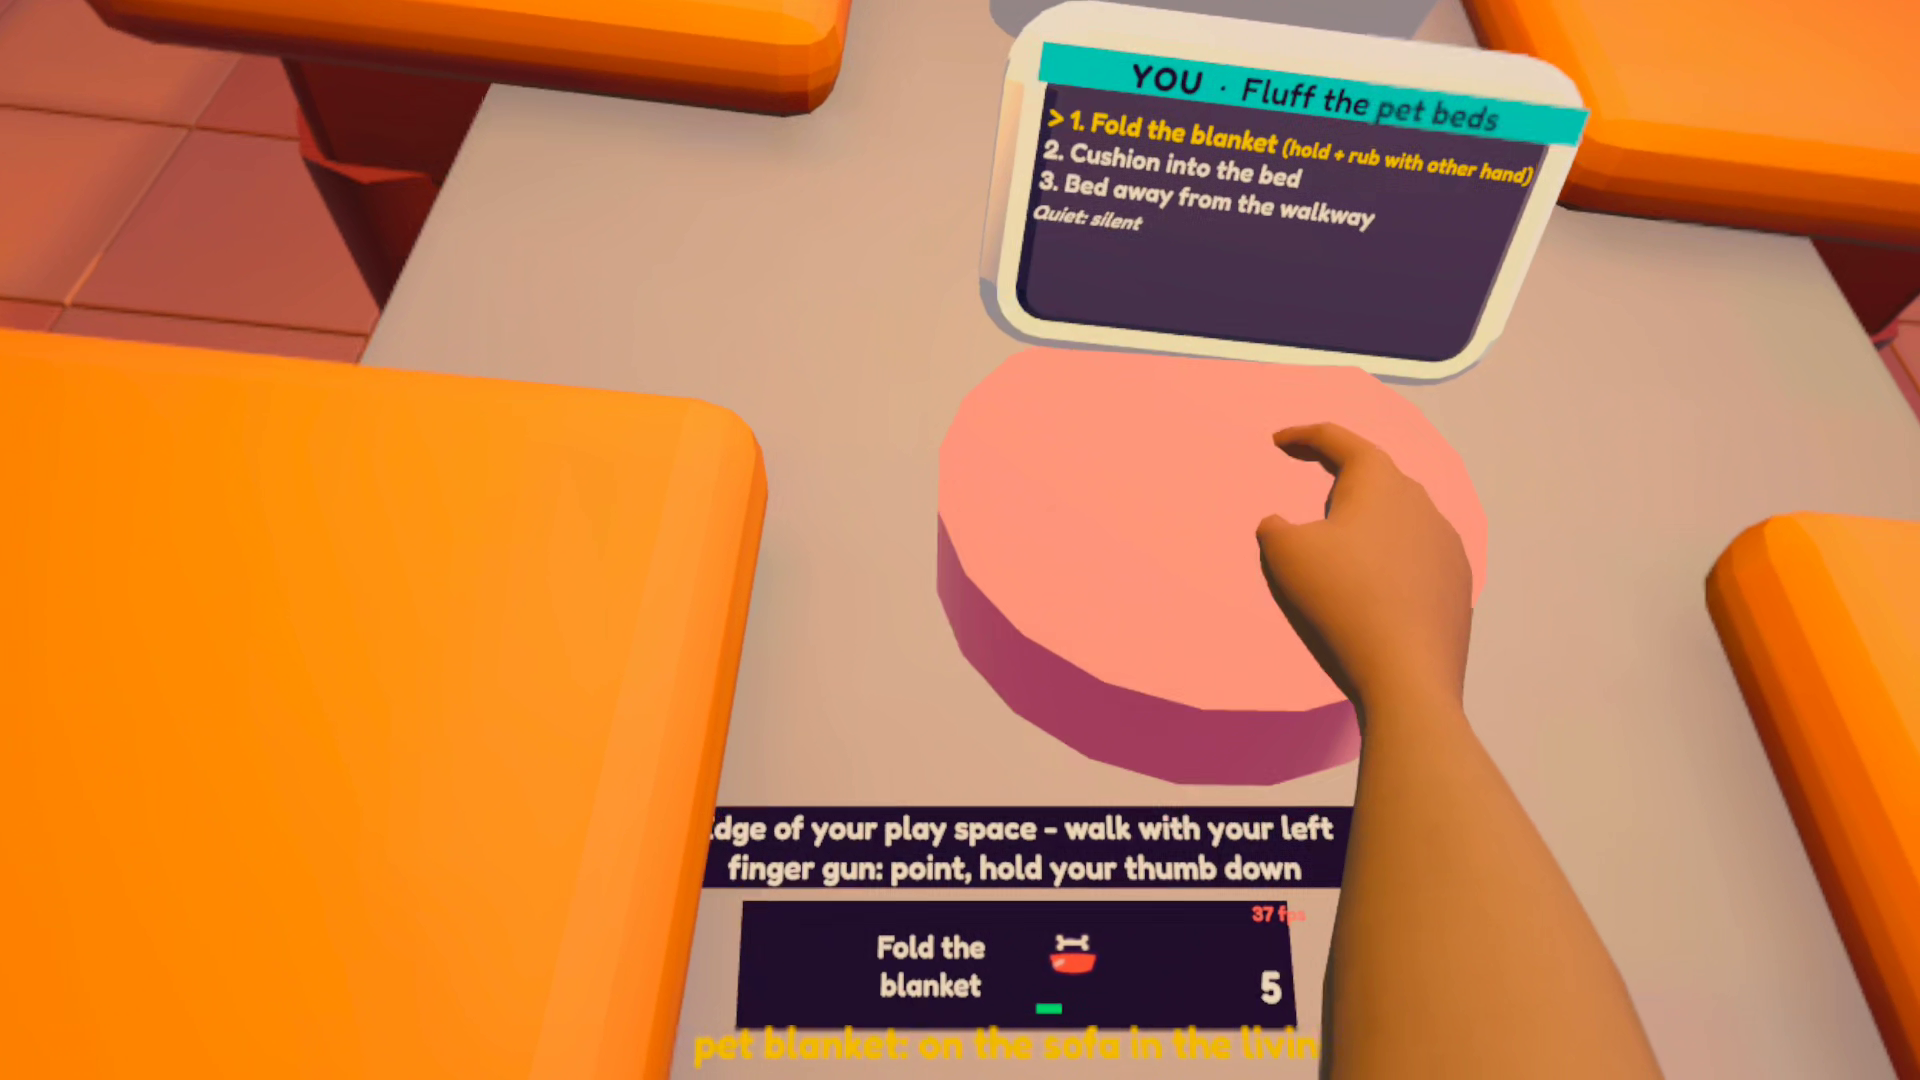 YOU · Fluff the pet beds
> 1. Fold the blanket (hold + rub with other hand)
2. Cushion into the bed
3. Bed away from the walkway
Quiet: silent
dge of your play space - walk with your left
finger gun: point, hold your thumb down
37 fps
Fold the
blanket
5
pet blanket: on the sofa in the livin